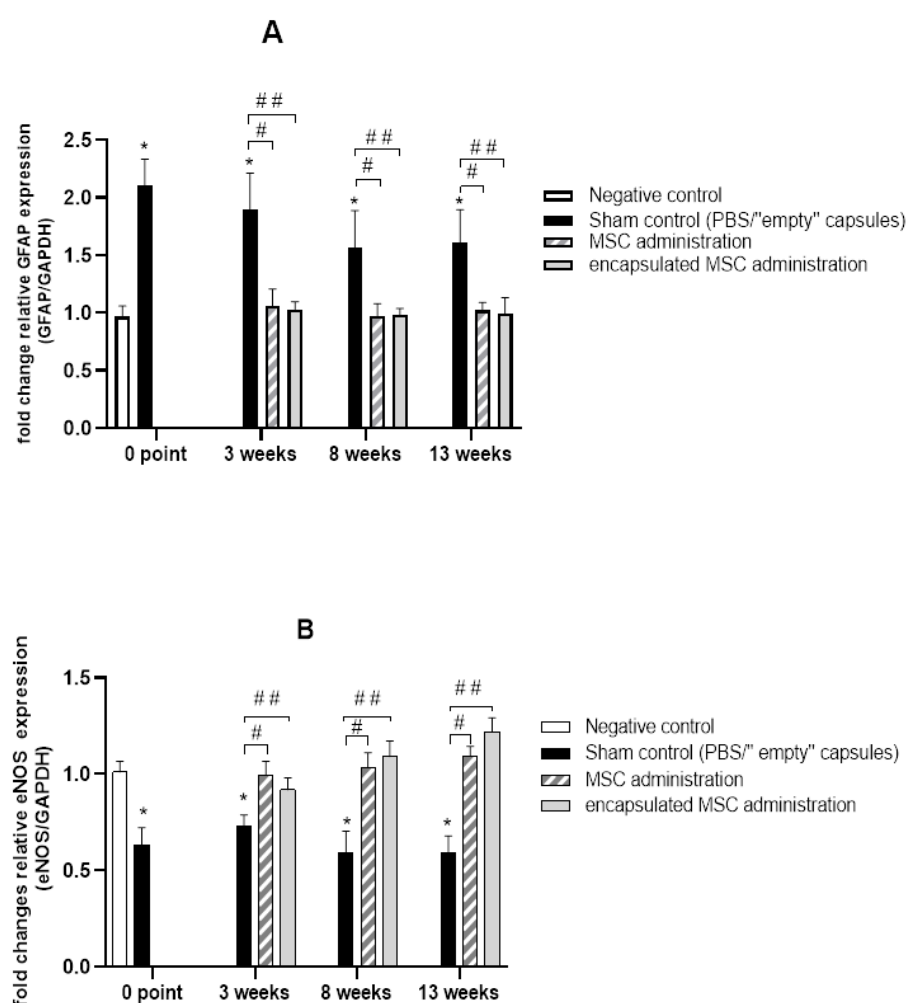 A
# #
#
*
2.5
2.0
1.5
1.0
0.5
0.0
*
# #
#
*
# #
#
*
fold change relative GFAP expression
(GFAP/GAPDH)
0 point 3 weeks 8 weeks 13 weeks
Negative control
Sham control (PBS/"empty" capsules)
MSC administration
encapsulated MSC administration
B
1.5
1.0
0.5
0.0
*
# #
#
*
# #
#
*
# #
#
*
fold changes relative eNOS expression
(eNOS/GAPDH)
0 point 3 weeks 8 weeks 13 weeks
Negative control
Sham control (PBS/" empty" capsules)
MSC administration
encapsulated MSC administration